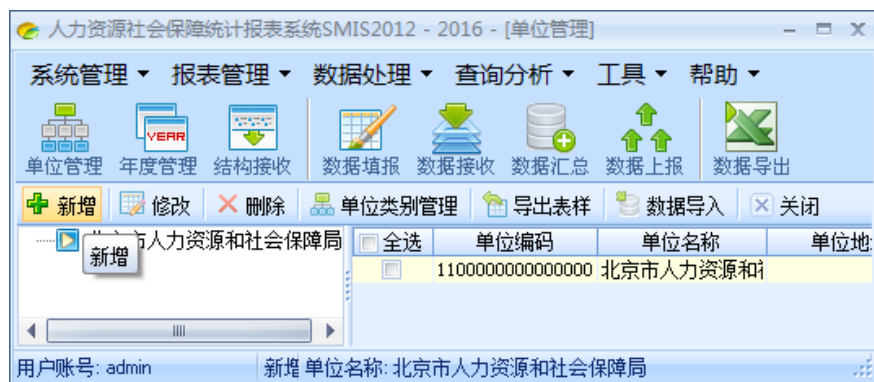 人力资源社会保障统计报表系统SMIS2012 - 2016 - [单位管理]
系统管理 报表管理 数据处理 查询分析 工具 帮助
YEAR
单位管理 年度管理 结构接收 数据填报 数据接收 数据汇总 数据上报 数据导出
新增 修改 删除 单位类别管理 导出表样 数据导入 关闭
市人力资源和社会保障局 全选 单位编码 单位名称 单位地
新增
1100000000000000 北京市人力资源和
用户账号: admin 新增 单位名称: 北京市人力资源和社会保障局